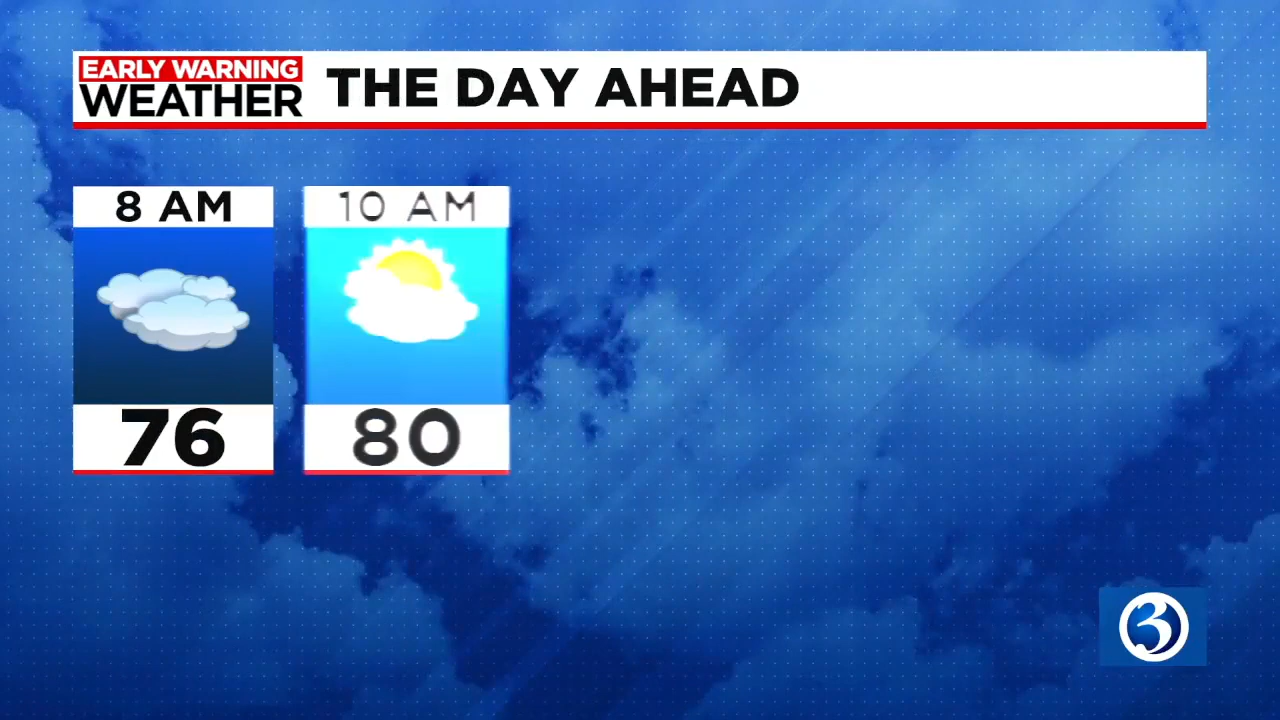 EARLY WARNING
WEATHER
THE DAY AHEAD
8 AM
10 AM
76
80
3